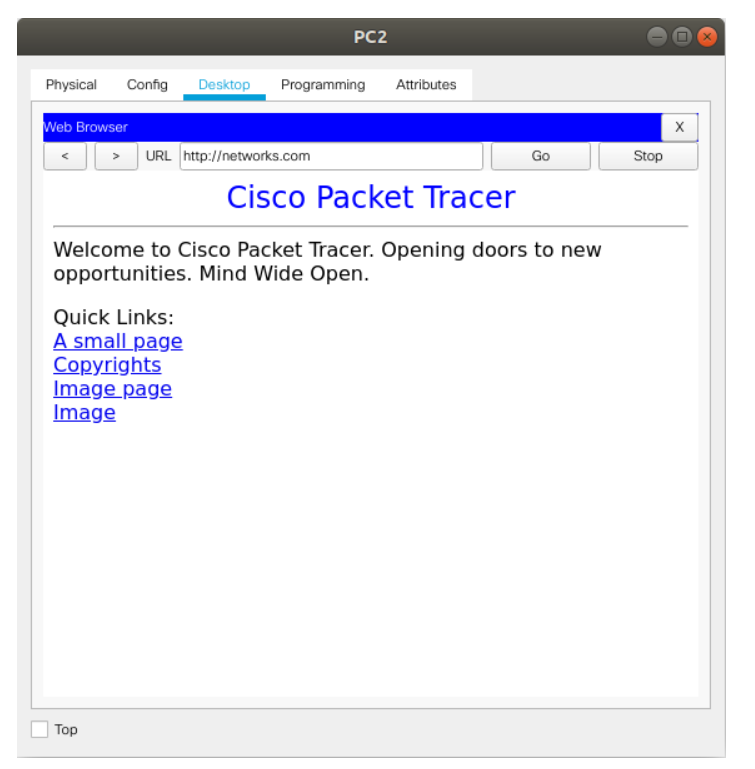 PC2
Physical Config Desktop Programming Attributes
Web Browser X
< > URL http://networks.com Go Stop
Cisco Packet Tracer
Welcome to Cisco Packet Tracer. Opening doors to new
opportunities. Mind Wide Open.
Quick Links:
A small page
Copyrights
Image page
Image
Top